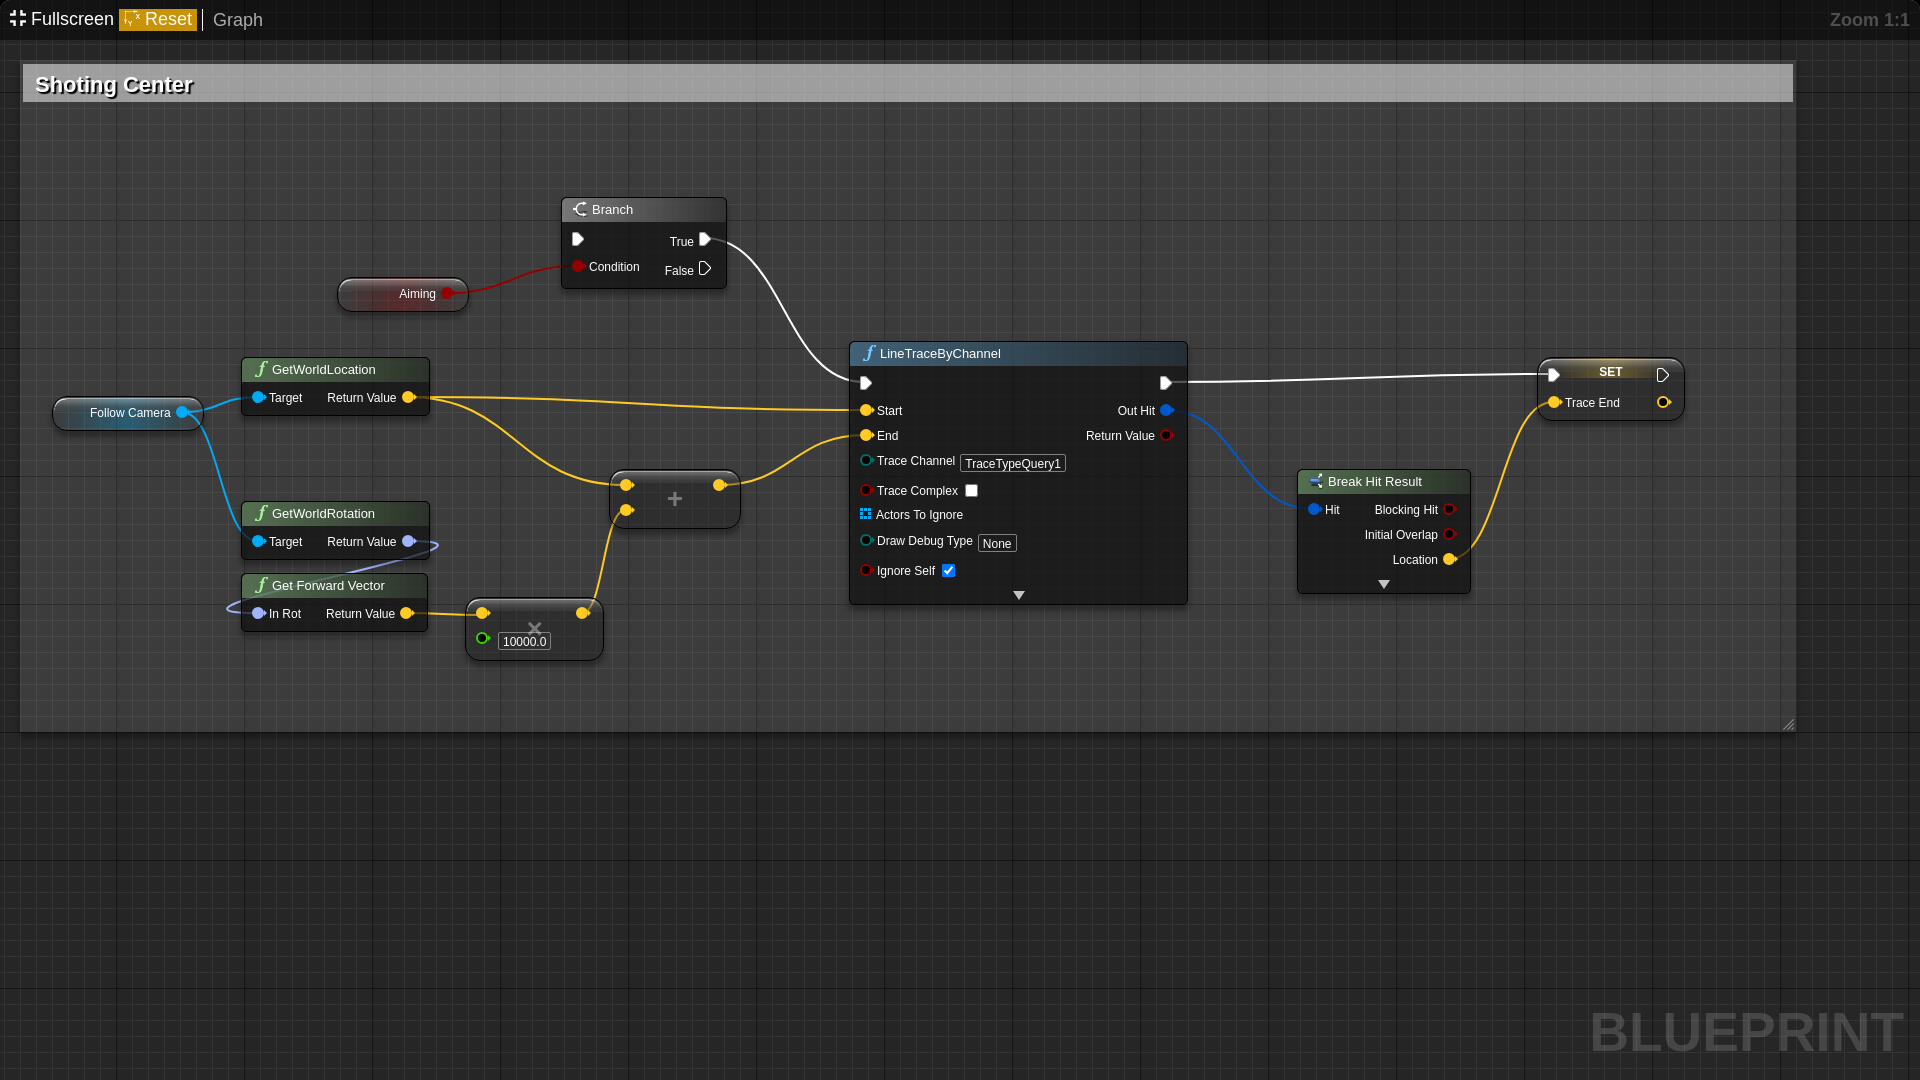 Fullscreen Reset Graph Zoom 1:1
Shoting Center
Branch
True
Condition False
Aiming
GetWorldLocation
Target Return Value
Follow Camera
GetWorldRotation
Target Return Value
Get Forward Vector
In Rot Return Value
+
×
10000.0
LineTraceByChannel
Start Out Hit
End Return Value
Trace Channel TraceTypeQuery1
Trace Complex
Actors To Ignore
Draw Debug Type None
Ignore Self
Break Hit Result
Hit Blocking Hit
Initial Overlap
Location
SET
Trace End
BLUEPRINT